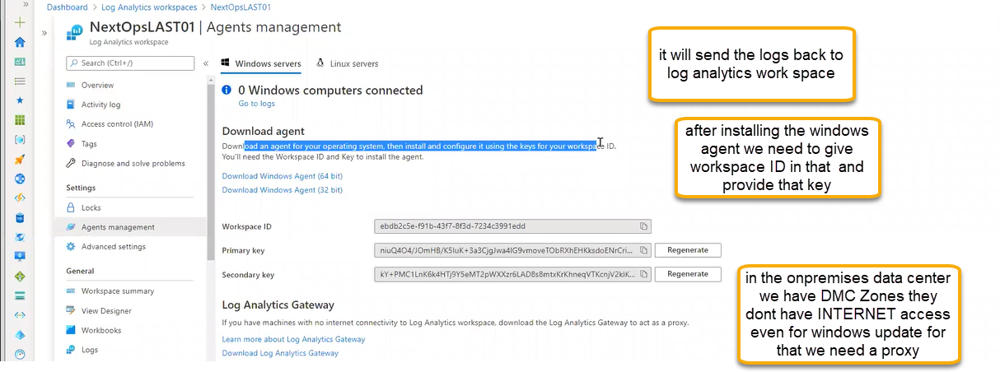 Dashboard > Log Analytics workspaces > NextOpsLAST01
NextOpsLAST01 | Agents management
Log Analytics workspace
Search (Ctrl+/)
Overview
Activity log
Access control (IAM)
Tags
Diagnose and solve problems
Settings
Locks
Agents management
Advanced settings
General
Workspace summary
View Designer
Workbooks
Logs
Windows servers
Linux servers
0 Windows computers connected
Go to logs
Download agent
Download an agent for your operating system, then install and configure it using the keys for your workspace ID.
You'll need the Workspace ID and Key to install the agent.
Download Windows Agent (64 bit)
Download Windows Agent (32 bit)
Workspace ID
ebdb2c5e-f91b-43f7-8f3d-7234c3991edd
Primary key
Regenerate
Secondary key
Regenerate
Log Analytics Gateway
If you have machines with no internet connectivity to Log Analytics workspace, download the Log Analytics Gateway to act as a proxy.
Learn more about Log Analytics Gateway
Download Log Analytics Gateway
it will send the logs back to
log analytics work space
after installing the windows
agent we need to give
workspace ID in that and
provide that key
in the onpremises data center
we have DMC Zones they
dont have INTERNET access
even for windows update for
that we need a proxy